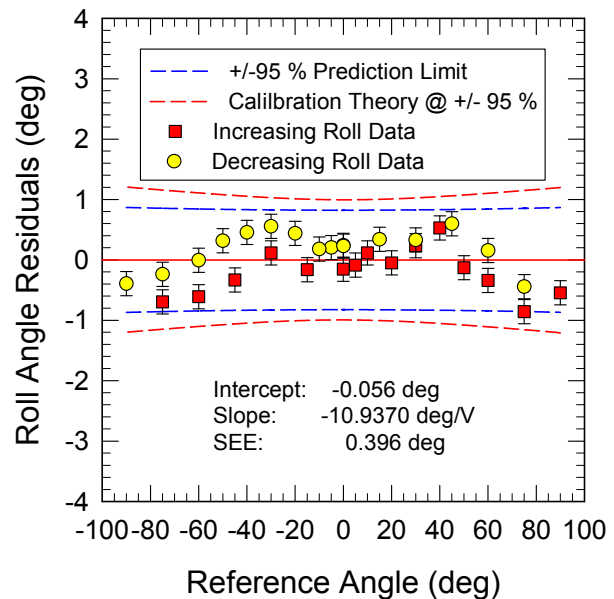 4
3
2
1
0
-1
-2
-3
-4
Roll Angle Residuals (deg)
+/-95 % Prediction Limit
Calilbration Theory @ +/- 95 %
Increasing Roll Data
Decreasing Roll Data
Intercept: -0.056 deg
Slope: -10.9370 deg/V
SEE: 0.396 deg
-100 -80 -60 -40 -20 0 20 40 60 80 100
Reference Angle (deg)